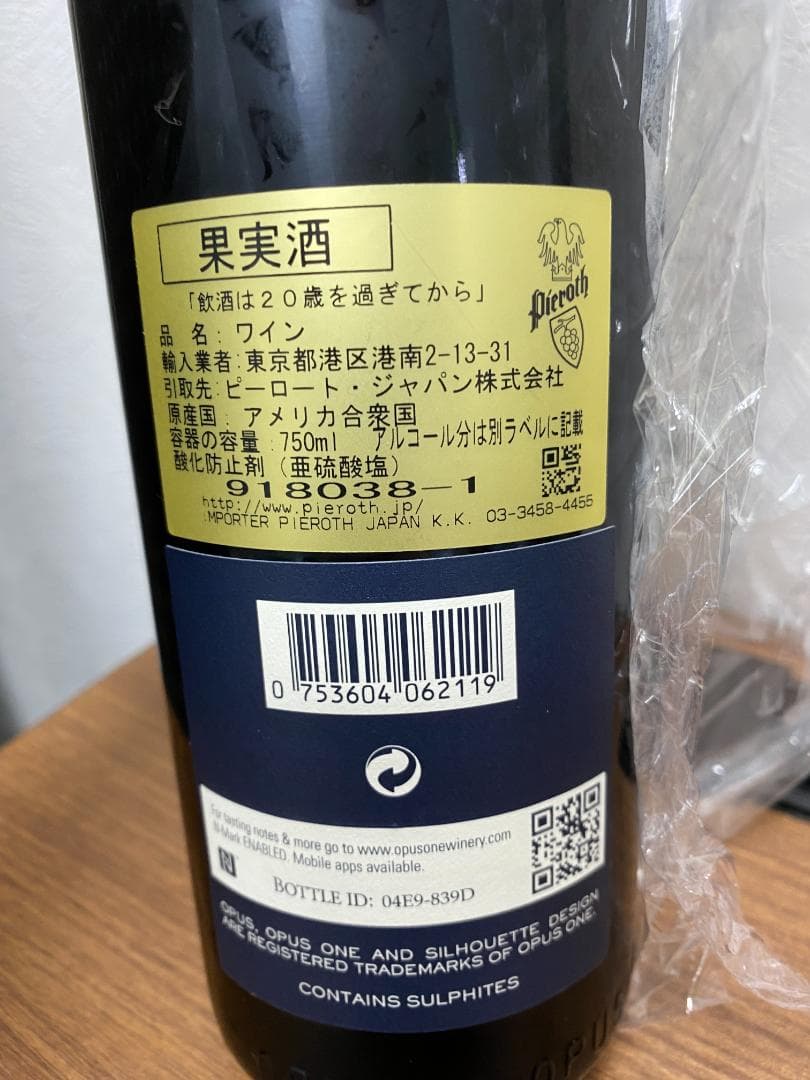 果実酒
「飲酒は20歳を過ぎてから」
Pieroth
品 名: ワイン
輸入業者:東京都港区港南2-13-31
引取先:ピーロート・ジャパン株式会社
原産国: アメリカ合衆国
容器の容量:750ml アルコール分は別ラベルに記載
酸化防止剤(亜硫酸塩)
918038-1
http://www.pieroth.jp/
IMPORTER PIEROTH JAPAN K.K. 03-3458-4455
0 753604 062119
For tasting notes & more go to www.opusonewinery.com
N-Mark ENABLED. Mobile apps available.
N
BOTTLE ID: 04E9-839D
OPUS, OPUS ONE AND SILHOUETTE DESIGN
ARE REGISTERED TRADEMARKS OF OPUS ONE.
CONTAINS SULPHITES
OPUS